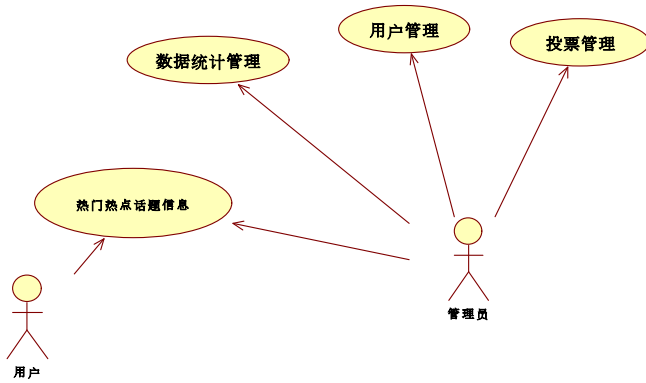 用户管理
投票管理
数据统计管理
热门热点话题信息
管理员
用户